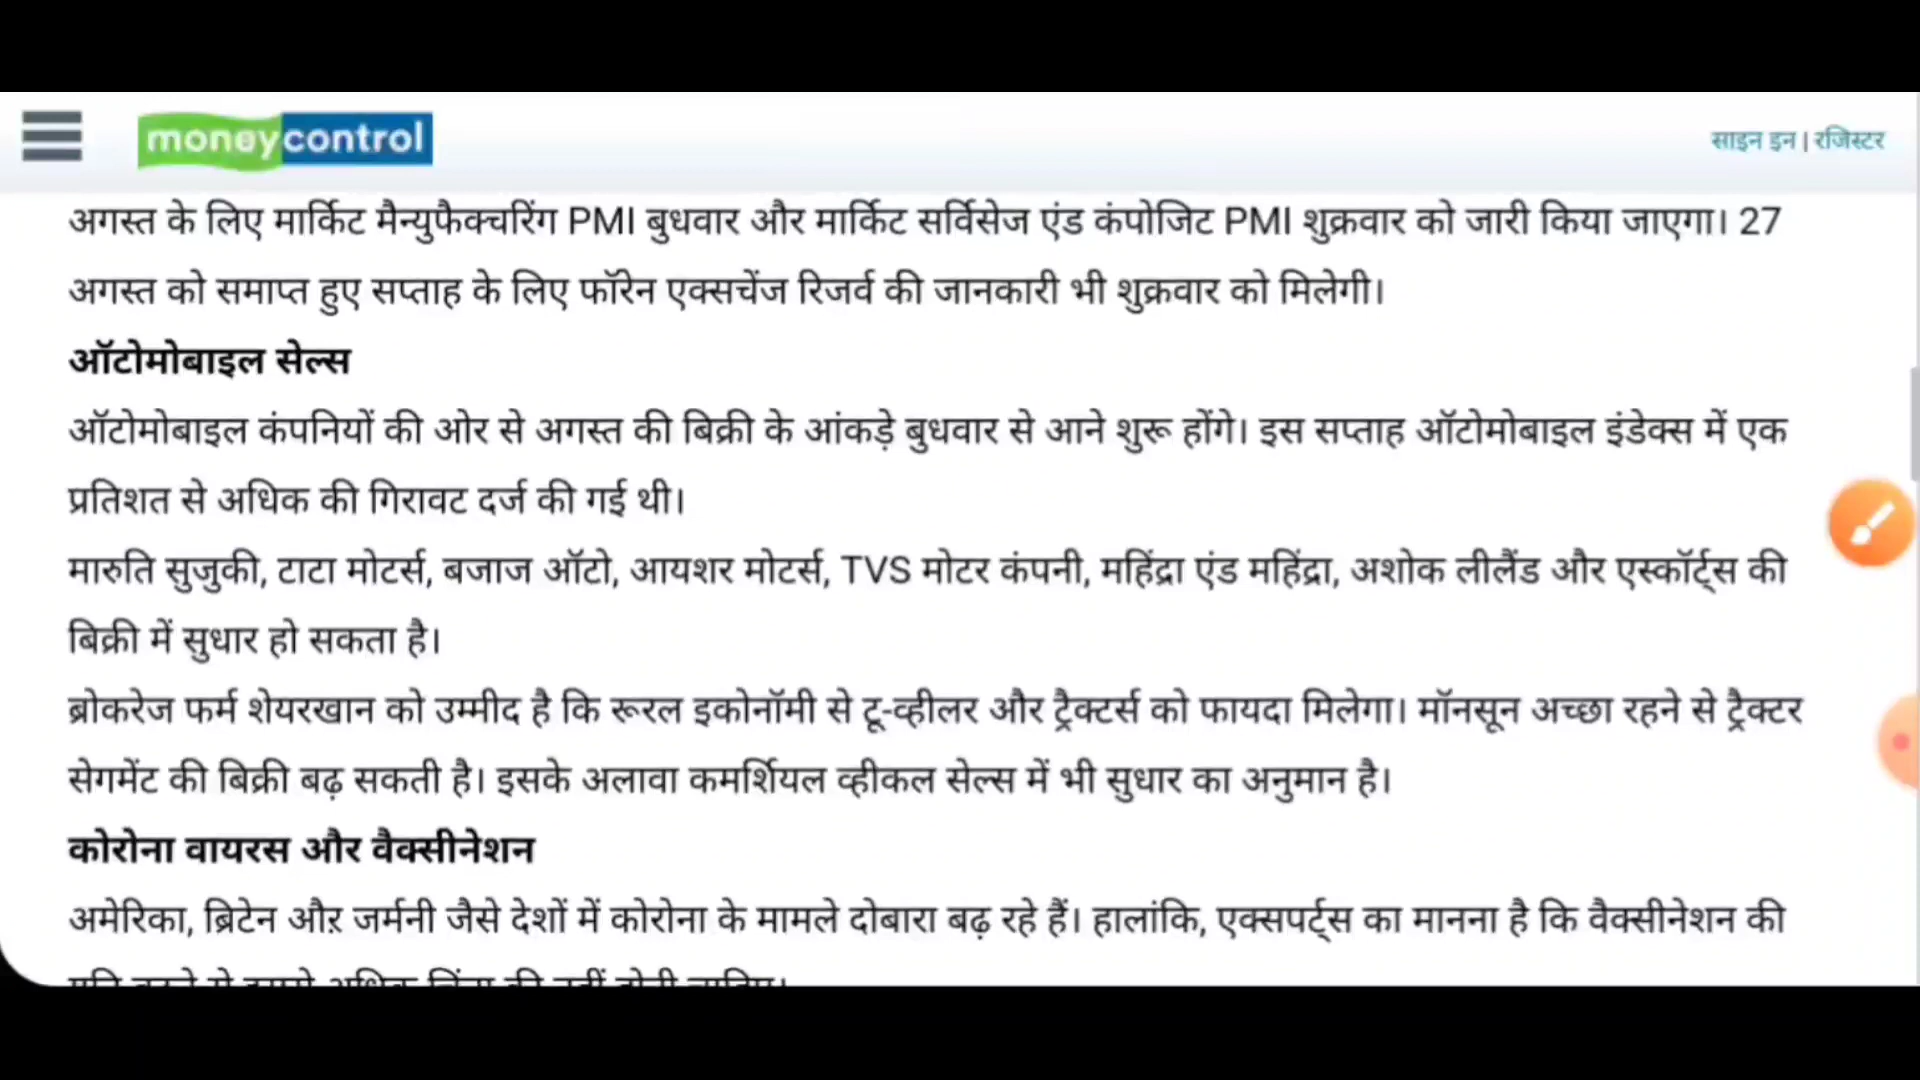 moneycontrol
साइन इन | रजिस्टर
अगस्त के लिए मार्किट मैन्युफैक्चरिंग PMI बुधवार और मार्किट सर्विसेज एंड कंपोजिट PMI शुक्रवार को जारी किया जाएगा। 27
अगस्त को समाप्त हुए सप्ताह के लिए फॉरेन एक्सचेंज रिजर्व की जानकारी भी शुक्रवार को मिलेगी।
ऑटोमोबाइल सेल्स
ऑटोमोबाइल कंपनियों की ओर से अगस्त की बिक्री के आंकड़े बुधवार से आने शुरू होंगे। इस सप्ताह ऑटोमोबाइल इंडेक्स में एक
प्रतिशत से अधिक की गिरावट दर्ज की गई थी।
मारुति सुजुकी, टाटा मोटर्स, बजाज ऑटो, आयशर मोटर्स, TVS मोटर कंपनी, महिंद्रा एंड महिंद्रा, अशोक लीलैंड और एस्कॉर्ट्स की
बिक्री में सुधार हो सकता है।
ब्रोकरेज फर्म शेयरखान को उम्मीद है कि रूरल इकोनॉमी से टू-व्हीलर और ट्रैक्टर्स को फायदा मिलेगा। मॉनसून अच्छा रहने से ट्रैक्टर
सेगमेंट की बिक्री बढ़ सकती है। इसके अलावा कमर्शियल व्हीकल सेल्स में भी सुधार का अनुमान है।
कोरोना वायरस और वैक्सीनेशन
अमेरिका, ब्रिटेन औऱ जर्मनी जैसे देशों में कोरोना के मामले दोबारा बढ़ रहे हैं। हालांकि, एक्सपर्ट्स का मानना है कि वैक्सीनेशन की